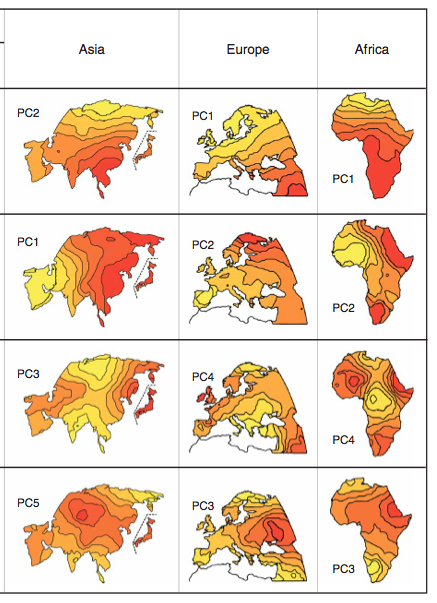 Asia Europe Africa
PC2 PC1 PC1
PC1 PC2 PC2
PC3 PC4 PC4
PC5 PC3 PC3